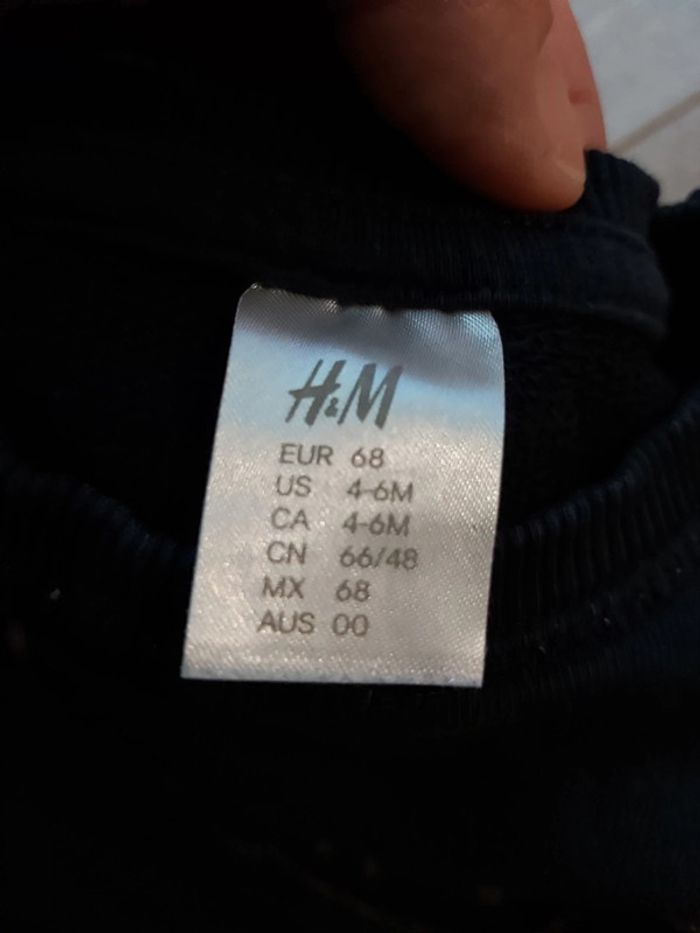 H&M
EUR 68
US 4-6M
CA 4-6M
CN 66/48
MX 68
AUS 00